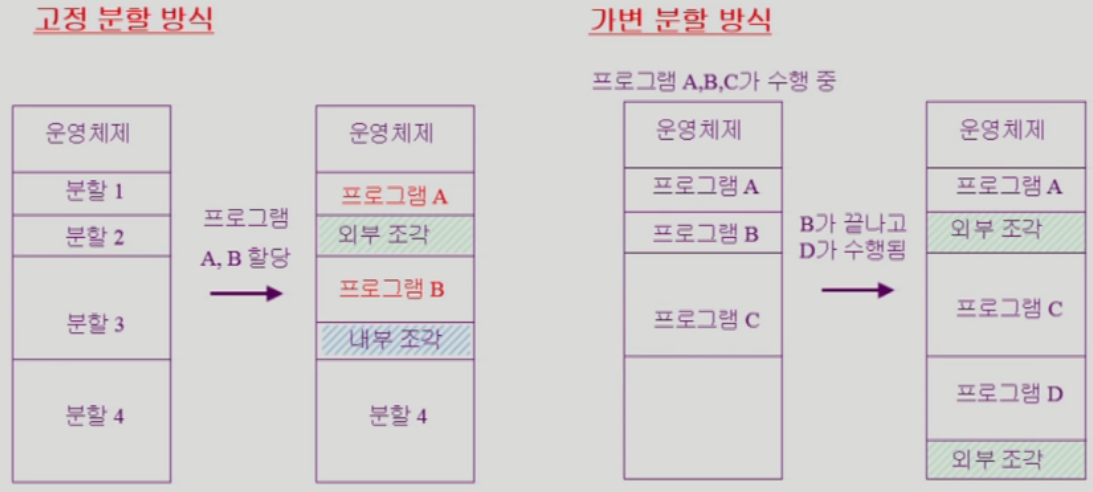 고정 분할 방식
운영체제
분할 1
분할 2
분할 3
분할 4
프로그램
A, B 할당
운영체제
프로그램 A
외부 조각
프로그램 B
내부 조각
분할 4
가변 분할 방식
프로그램 A,B,C가 수행 중
운영체제
프로그램 A
프로그램 B
프로그램 C
B가 끝나고
D가 수행됨
운영체제
프로그램 A
외부 조각
프로그램 C
프로그램 D
외부 조각